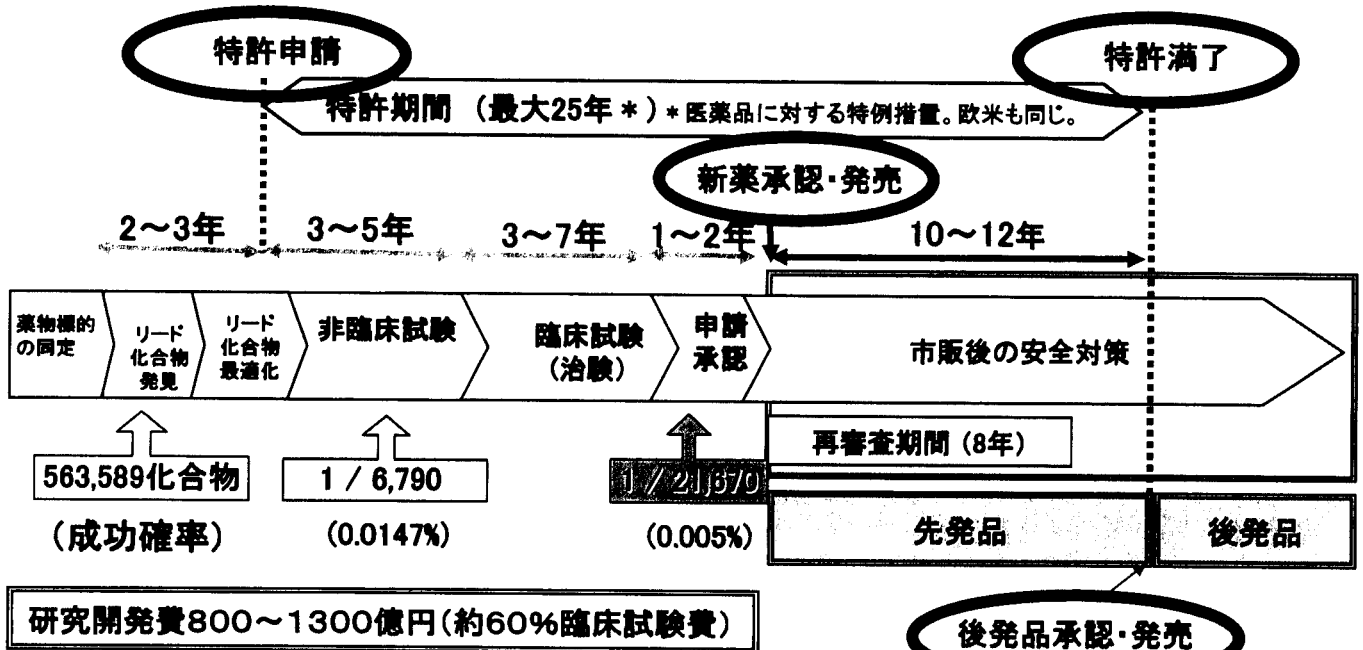 特許申請
特許満了
特許期間 (最大25年*) *医薬品に対する特例措置。欧米も同じ。
新薬承認・発売
2～3年
3～5年
3～7年
1～2年
10～12年
薬物標的
の同定
リード
化合物
発見
リード
化合物
最適化
非臨床試験
臨床試験
(治験)
申請
承認
市販後の安全対策
再審査期間 (8年)
563,589化合物
1 / 6,790
1 / 21,670
(成功確率)
(0.0147%)
(0.005%)
先発品
後発品
研究開発費800～1300億円(約60%臨床試験費)
後発品承認・発売